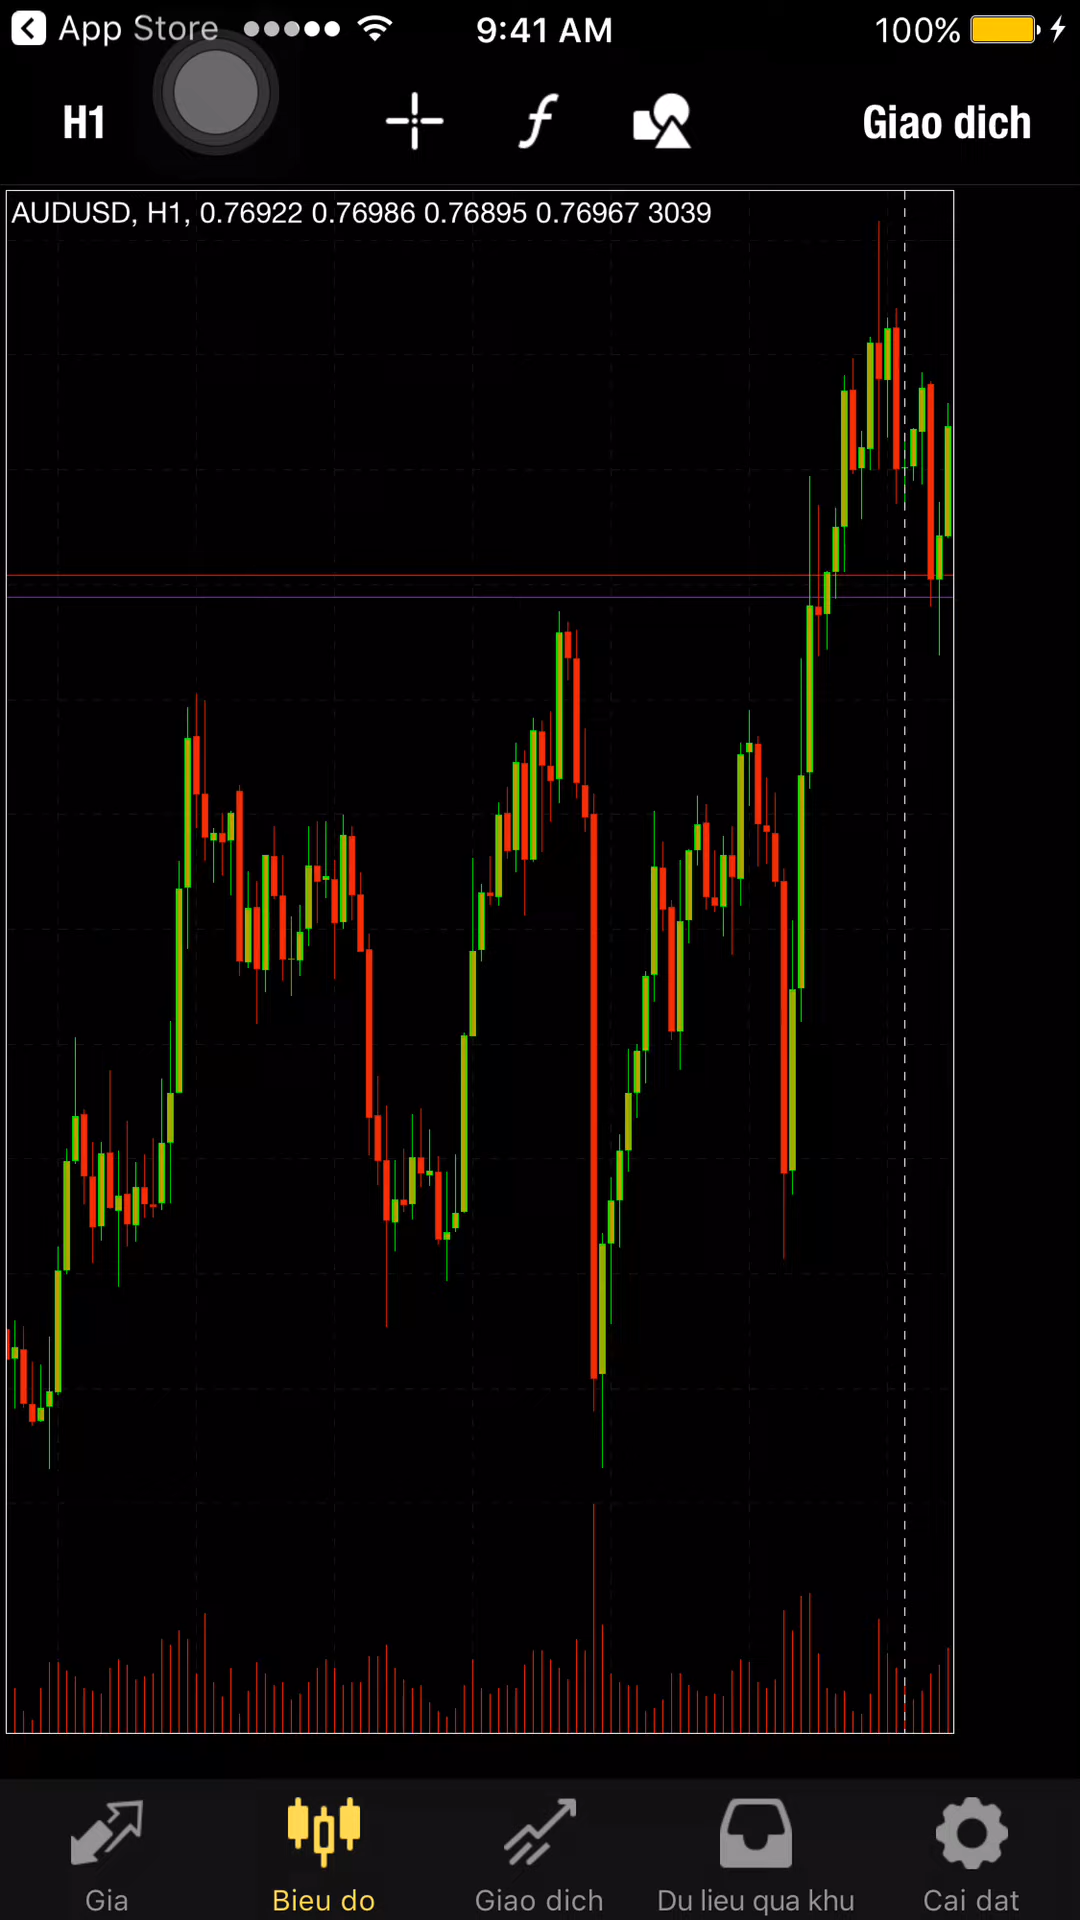 App Store 9:41 AM 100%
H1 f Giao dich
AUDUSD, H1, 0.76922 0.76986 0.76895 0.76967 3039
Gia Bieu do Giao dich Du lieu qua khu Cai dat